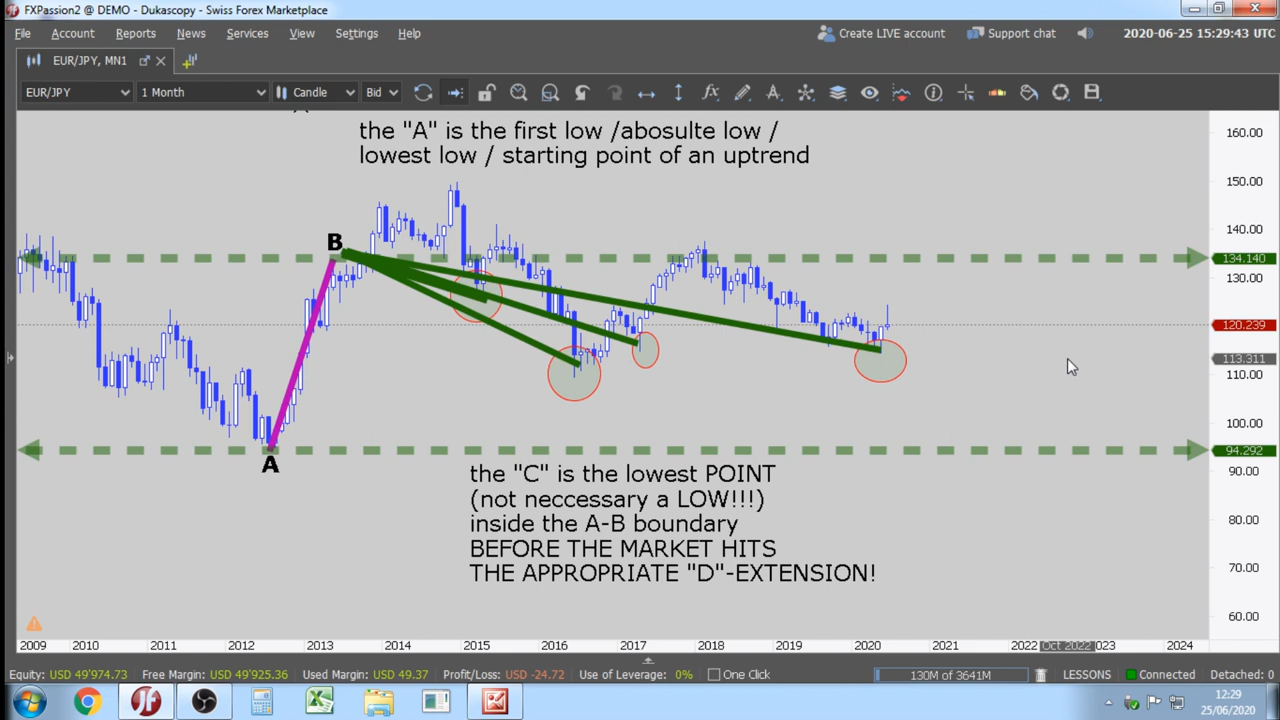 FXPassion2 @ DEMO - Dukascopy - Swiss Forex Marketplace
File Account Reports News Services View Settings Help Create LIVE account Support chat 2020-06-25 15:29:43 UTC
EUR/JPY, MN1
EUR/JPY 1 Month Candle Bid
the "A" is the first low /abosulte low /
lowest low / starting point of an uptrend
160.00
150.00
140.00
B
134.140
130.00
120.239
113.311
110.00
100.00
94.292
A
90.00
the "C" is the lowest POINT
(not neccessary a LOW!!!)
inside the A-B boundary
BEFORE THE MARKET HITS
THE APPROPRIATE "D"-EXTENSION!
80.00
70.00
60.00
2009 2010 2011 2012 2013 2014 2015 2016 2017 2018 2019 2020 2021 2022 Oct 2022 023 2024
Equity: USD 49'974.73 Free Margin: USD 49'925.36 Used Margin: USD 49.37 Profit/Loss: USD -24.72 Use of Leverage: 0% One Click 130M of 3641M LESSONS Connected Detached: 0
12:29
25/06/2020